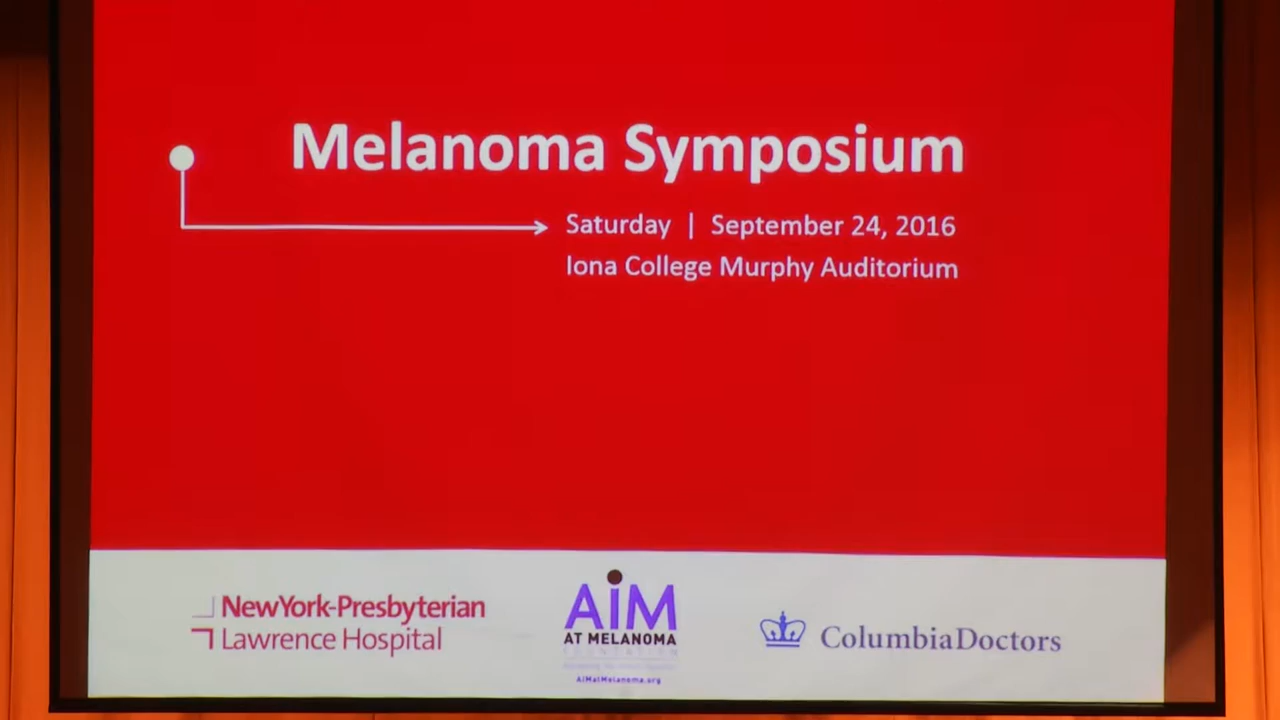 Melanoma Symposium
Saturday | September 24, 2016
Iona College Murphy Auditorium
NewYork-Presbyterian
Lawrence Hospital
AiM
AT MELANOMA
FOUNDATION
AIMatMelanoma.org
ColumbiaDoctors